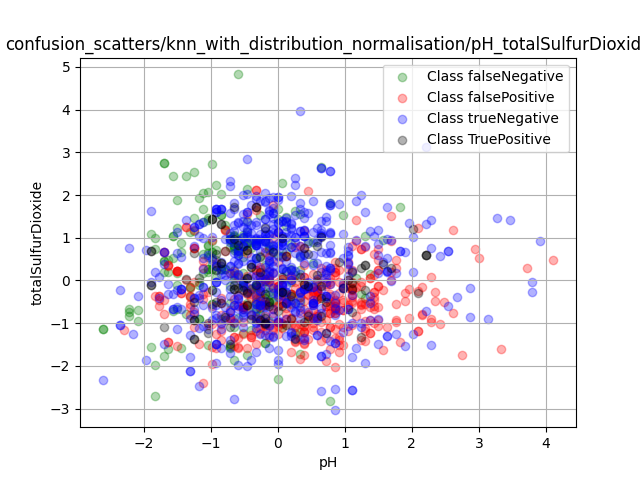 confusion_scatters/knn_with_distribution_normalisation/pH_totalSulfurDioxid
Class falseNegative
Class falsePositive
Class trueNegative
Class TruePositive
totalSulfurDioxide
5
4
3
2
1
0
−1
−2
−3
−2 −1 0 1 2 3 4
pH